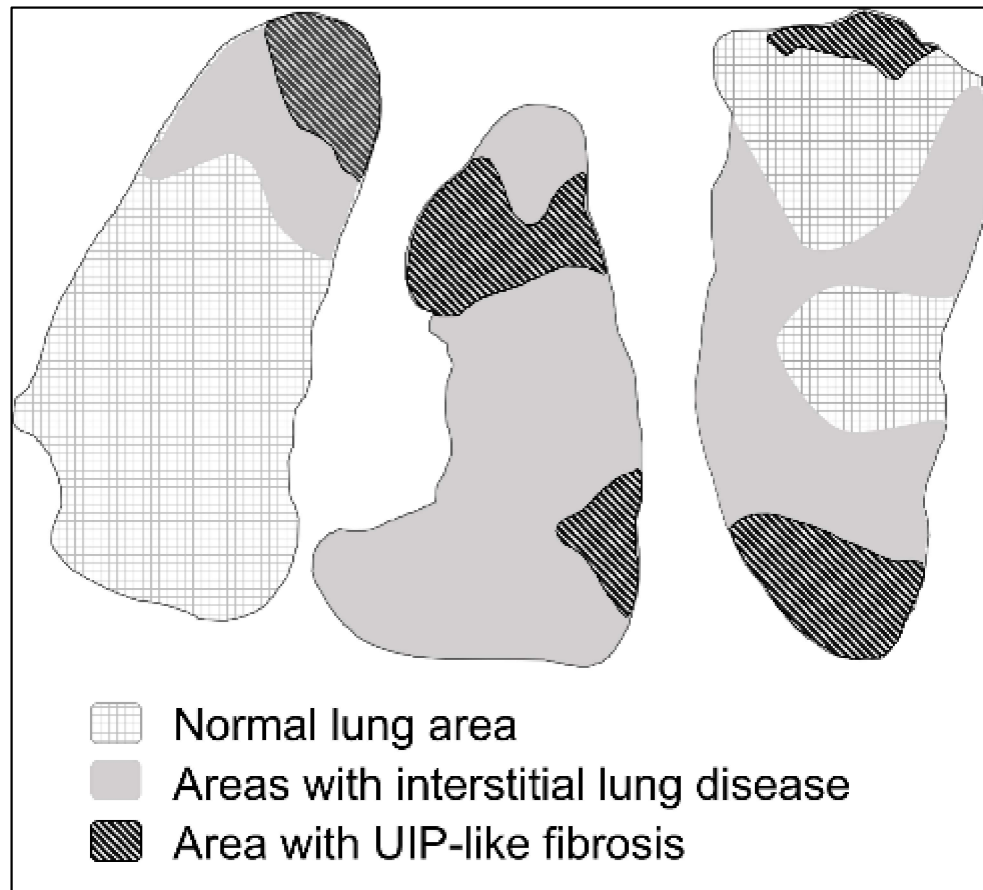 Normal lung area
Areas with interstitial lung disease
Area with UIP-like fibrosis